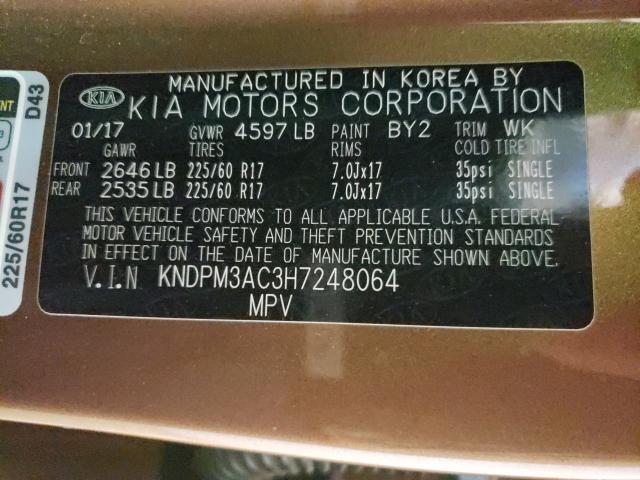 MANUFACTURED IN KOREA BY
KIA KIA MOTORS CORPORATION
01/17 GVWR 4597 LB PAINT BY2 TRIM WK
GAWR TIRES RIMS COLD TIRE INFL
FRONT 2646 LB 225/60 R17 7.0Jx17 35psi SINGLE
REAR 2535 LB 225/60 R17 7.0Jx17 35psi SINGLE
THIS VEHICLE CONFORMS TO ALL APPLICABLE U.S.A. FEDERAL
MOTOR VEHICLE SAFETY AND THEFT PREVENTION STANDARDS
IN EFFECT ON THE DATE OF MANUFACTURE SHOWN ABOVE.
V.I.N KNDPM3AC3H7248064
MPV
D43
225/60R17